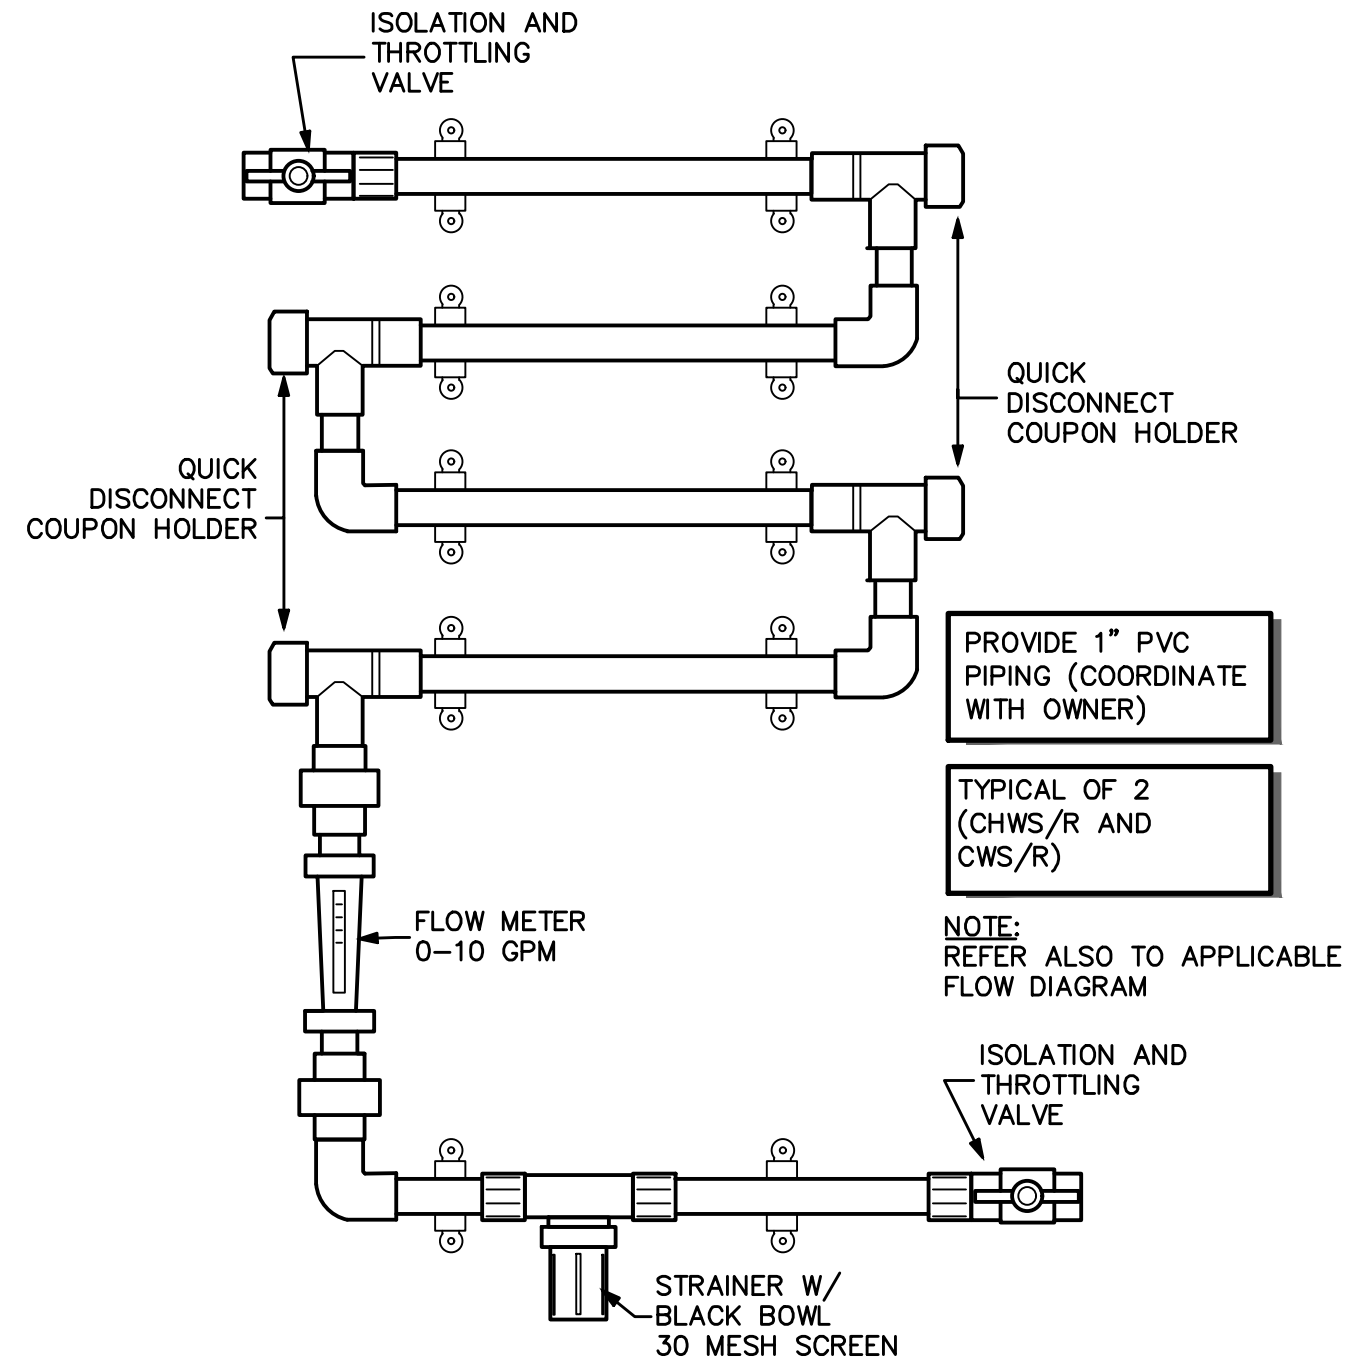 ISOLATION AND
THROTTLING
VALVE
QUICK
DISCONNECT
COUPON HOLDER
QUICK
DISCONNECT
COUPON HOLDER
PROVIDE 1" PVC
PIPING (COORDINATE
WITH OWNER)
TYPICAL OF 2
(CHWS/R AND
CWS/R)
FLOW METER
0-10 GPM
NOTE:
REFER ALSO TO APPLICABLE
FLOW DIAGRAM
ISOLATION AND
THROTTLING
VALVE
STRAINER W/
BLACK BOWL
30 MESH SCREEN